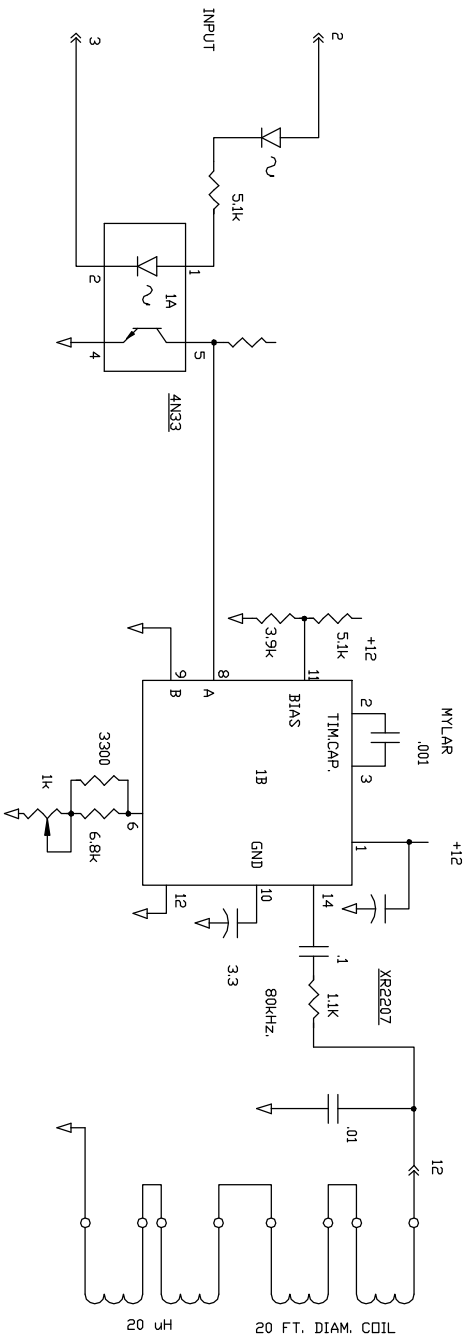 INPUT
2
3
5.1k
1
1A
2
5
4
4N33
+12
5.1k
3.9k
11
BIAS
8
A
9
B
MYLAR
.001
2
TIM.CAP.
3
1B
3300
1k
6.8k
6
+12
1
GND
14
10
12
3.3
XR2207
.1
1.1K
80kHz.
.01
12
20 uH
20 FT. DIAM. COIL